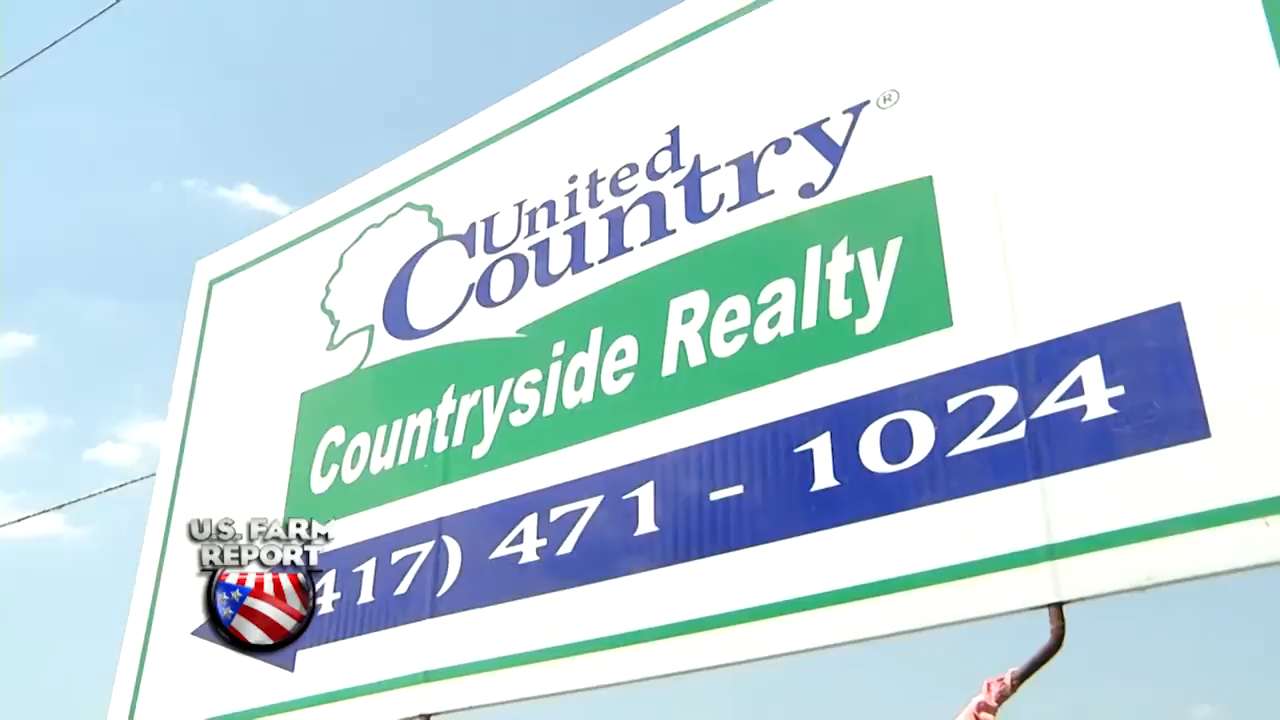 United
Country®
Countryside Realty
417) 471 - 1024
U.S. FARM
REPORT